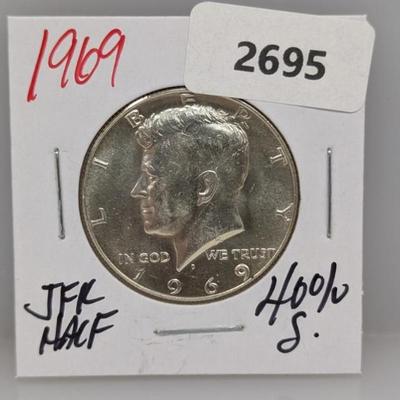 1969
2695
LIBERTY
IN GOD WE TRUST
D
1969
JFK
HALF
40%
S.